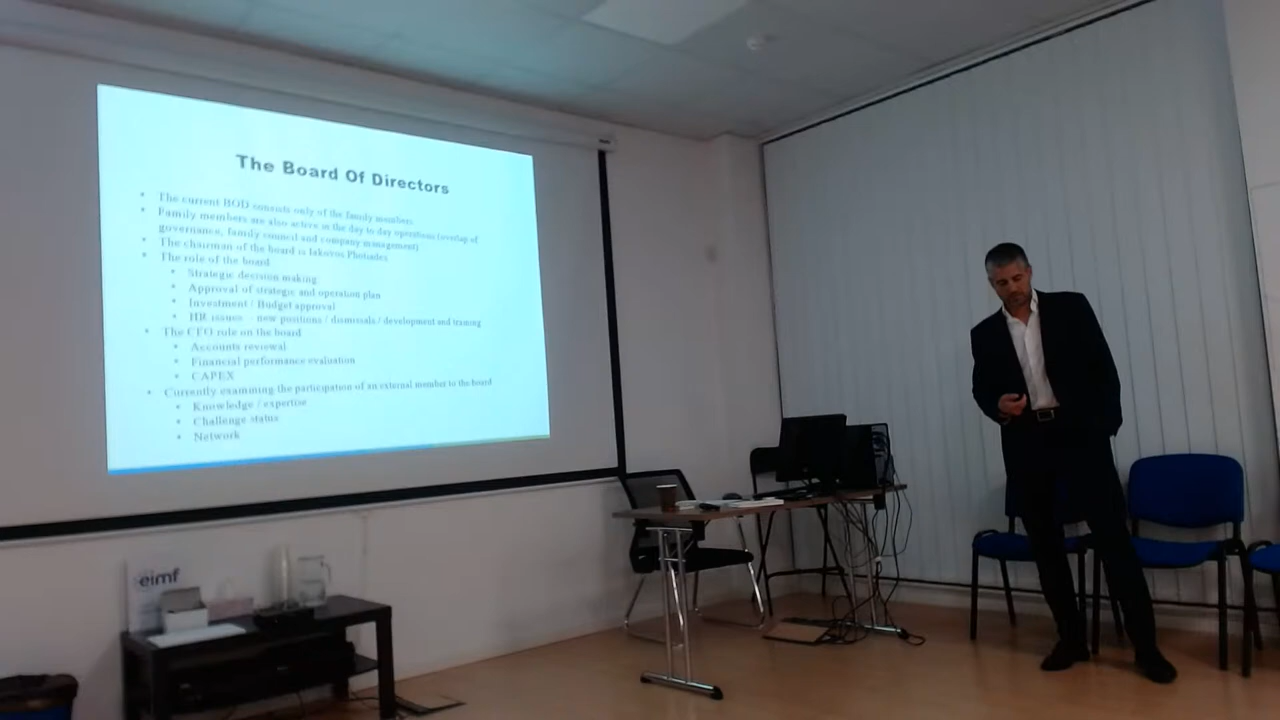 The Board Of Directors
• The current BOD consists only of the family members
• Family members are also active in the day to day operations (overlap of
governance, family council and company management)
• The chairman of the board is Iakovos Photiades
• The role of the board
• Strategic decision making
• Approval of strategic and operation plan
• Investment / Budget approval
• HR issues – new positions / dismissals / development and training
• The CFO role on the board
• Accounts reviewal
• Financial performance evaluation
• CAPEX
• Currently examining the participation of an external member to the board
• Knowledge / expertise
• Challenge status
• Network
eimf